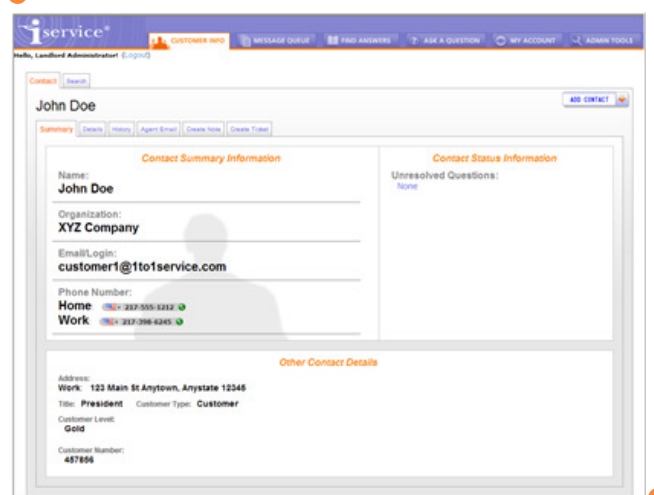 iservice®
CUSTOMER INFO MESSAGE QUEUE FIND ANSWERS ? ASK A QUESTION MY ACCOUNT ADMIN TOOLS
Hello, Landlord Administrator! (Logout)
Contact Search
John Doe
ADD CONTACT
Summary Details History Agent Email Create Note Create Ticket
Contact Summary Information
Contact Status Information
Name:
John Doe
Unresolved Questions:
None
Organization:
XYZ Company
Email/Login:
customer1@1to1service.com
Phone Number:
Home 217-555-1212
Work 217-398-6245
Other Contact Details
Address:
Work: 123 Main St Anytown, Anystate 12345
Title: President Customer Type: Customer
Customer Level:
Gold
Customer Number:
457856